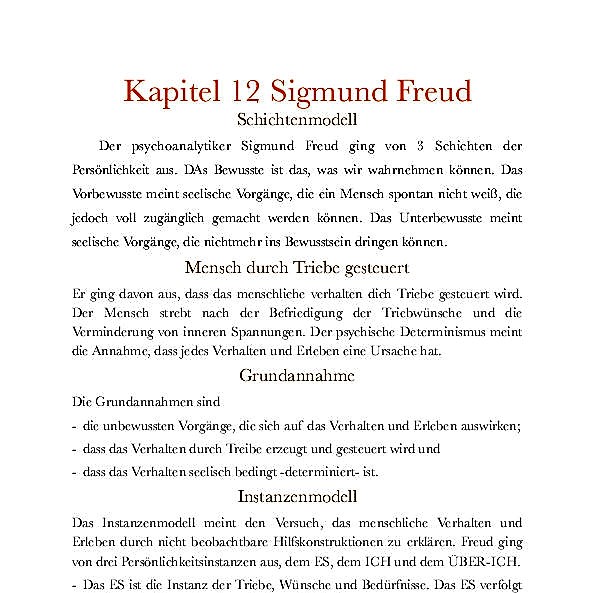 Kapitel 12 Sigmund Freud
Schichtenmodell
Der psychoanalytiker Sigmund Freud ging von 3 Schichten der
Persönlichkeit aus. DAs Bewusste ist das, was wir wahrnehmen können. Das
Vorbewusste meint seelische Vorgänge, die ein Mensch spontan nicht weiß, die
jedoch voll zugänglich gemacht werden können. Das Unterbewusste meint
seelische Vorgänge, die nichtmehr ins Bewusstsein dringen können.
Mensch durch Triebe gesteuert
Er ging davon aus, dass das menschliche verhalten dich Triebe gesteuert wird.
Der Mensch strebt nach der Befriedigung der Triebwünsche und die
Verminderung von inneren Spannungen. Der psychische Determinismus meint
die Annahme, dass jedes Verhalten und Erleben eine Ursache hat.
Grundannahme
Die Grundannahmen sind
- die unbewussten Vorgänge, die sich auf das Verhalten und Erleben auswirken;
- dass das Verhalten durch Treibe erzeugt und gesteuert wird und
- dass das Verhalten seelisch bedingt -determiniert- ist.
Instanzenmodell
Das Instanzenmodell meint den Versuch, das menschliche Verhalten und
Erleben durch nicht beobachtbare Hilfskonstruktionen zu erklären. Freud ging
von drei Persönlichkeitsinstanzen aus, dem ES, dem ICH und dem ÜBER-ICH.
- Das ES ist die Instanz der Triebe, Wünsche und Bedürfnisse. Das ES verfolgt